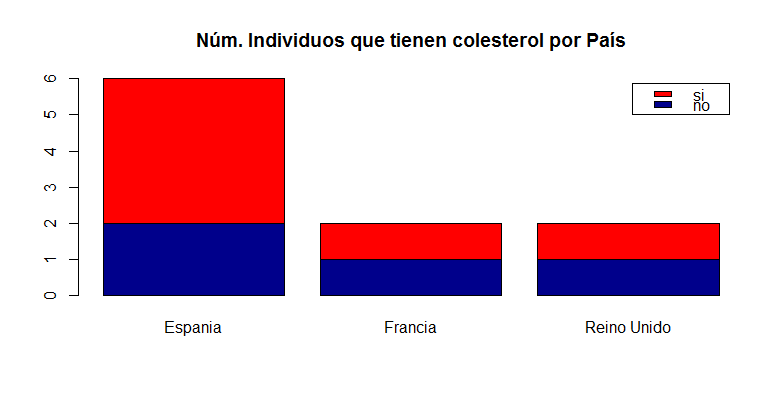 Núm. Individuos que tienen colesterol por País
si
no
6
5
4
3
2
1
0
Espania
Francia
Reino Unido